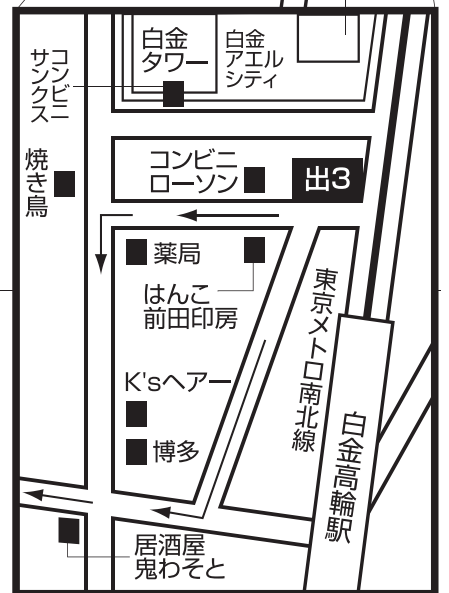 白金
タワー
白金
アエル
シティ
コンビニ
サンクス
焼き鳥
コンビニ
ローソン
出3
薬局
はんこ
前田印房
東京メトロ南北線
K'sヘアー
博多
白金高輪駅
居酒屋
鬼わそと